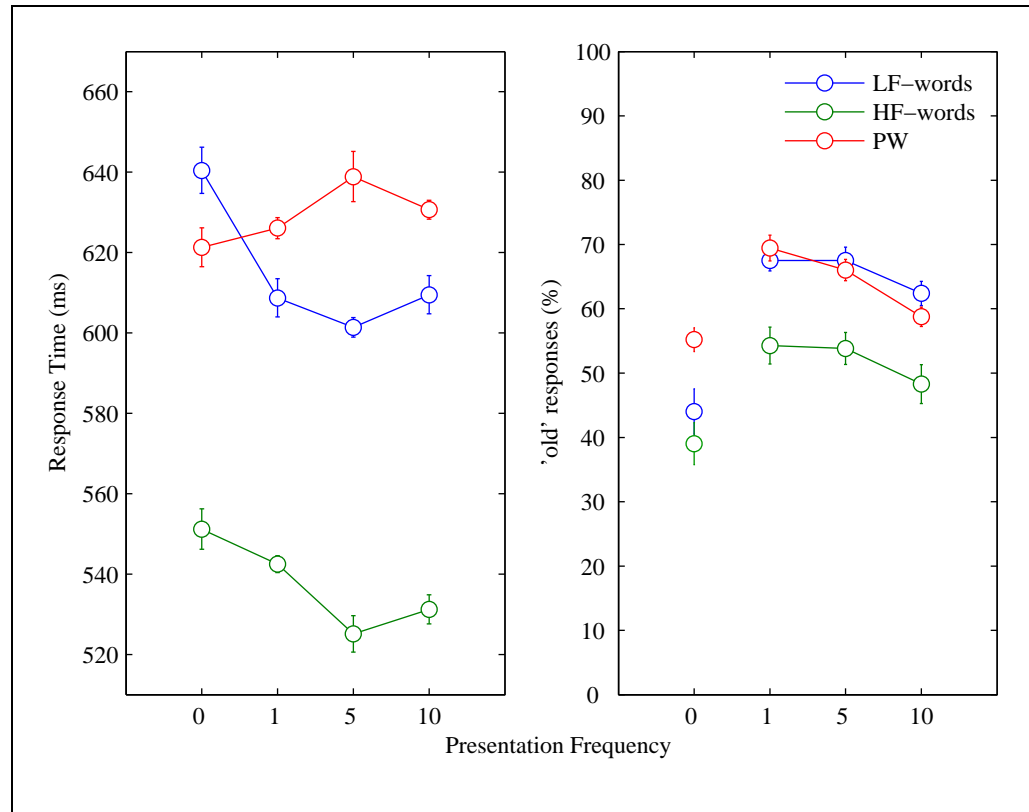 Response Time (ms)
660
640
620
600
580
560
540
520
0 1 5 10
'old' responses (%)
100
90
80
70
60
50
40
30
20
10
0
0 1 5 10
LF−words
HF−words
PW
Presentation Frequency